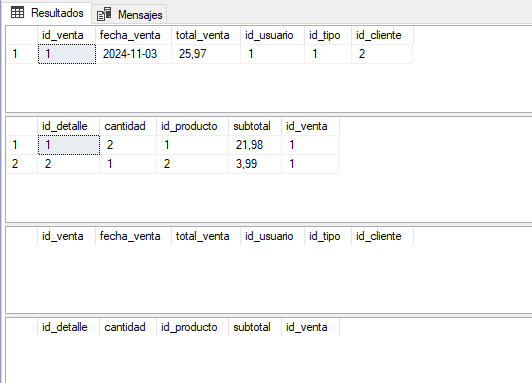 Resultados Mensajes
id_venta fecha_venta total_venta id_usuario id_tipo id_cliente
1 1 2024-11-03 25,97 1 1 2
id_detalle cantidad id_producto subtotal id_venta
1 1 2 1 21,98 1
2 2 1 2 3,99 1
id_venta fecha_venta total_venta id_usuario id_tipo id_cliente
id_detalle cantidad id_producto subtotal id_venta